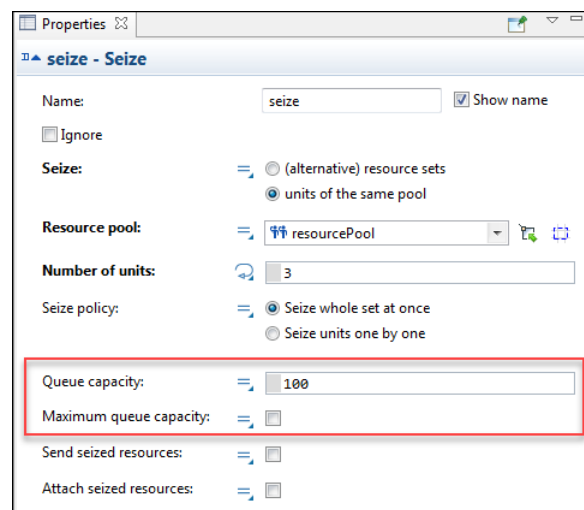 Properties
seize - Seize
Name: seize Show name
Ignore
Seize: (alternative) resource sets
units of the same pool
Resource pool: resourcePool
Number of units: 3
Seize policy: Seize whole set at once
Seize units one by one
Queue capacity: 100
Maximum queue capacity:
Send seized resources:
Attach seized resources: